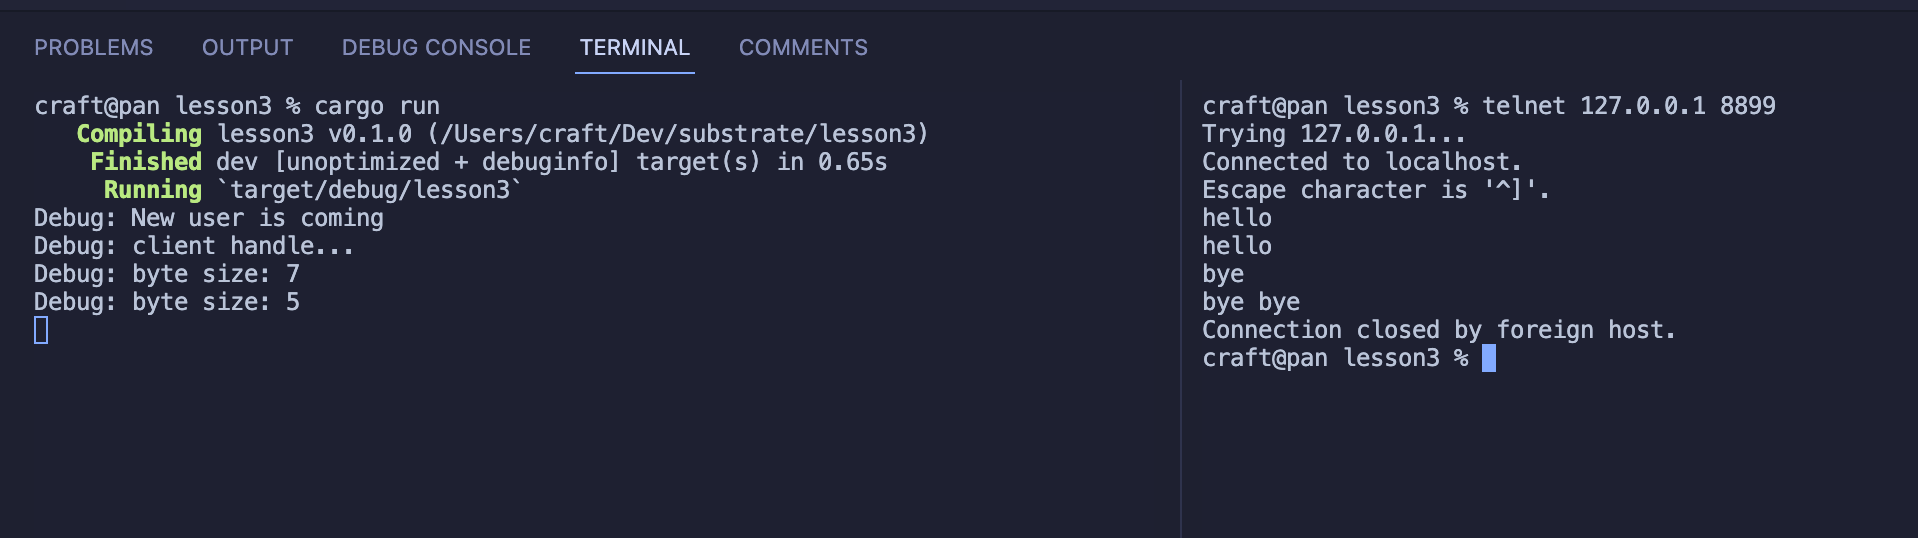 PROBLEMS OUTPUT DEBUG CONSOLE TERMINAL COMMENTS
craft@pan lesson3 % cargo run
Compiling lesson3 v0.1.0 (/Users/craft/Dev/substrate/lesson3)
Finished dev [unoptimized + debuginfo] target(s) in 0.65s
Running `target/debug/lesson3`
Debug: New user is coming
Debug: client handle...
Debug: byte size: 7
Debug: byte size: 5
craft@pan lesson3 % telnet 127.0.0.1 8899
Trying 127.0.0.1...
Connected to localhost.
Escape character is '^]'.
hello
hello
bye
bye bye
Connection closed by foreign host.
craft@pan lesson3 %